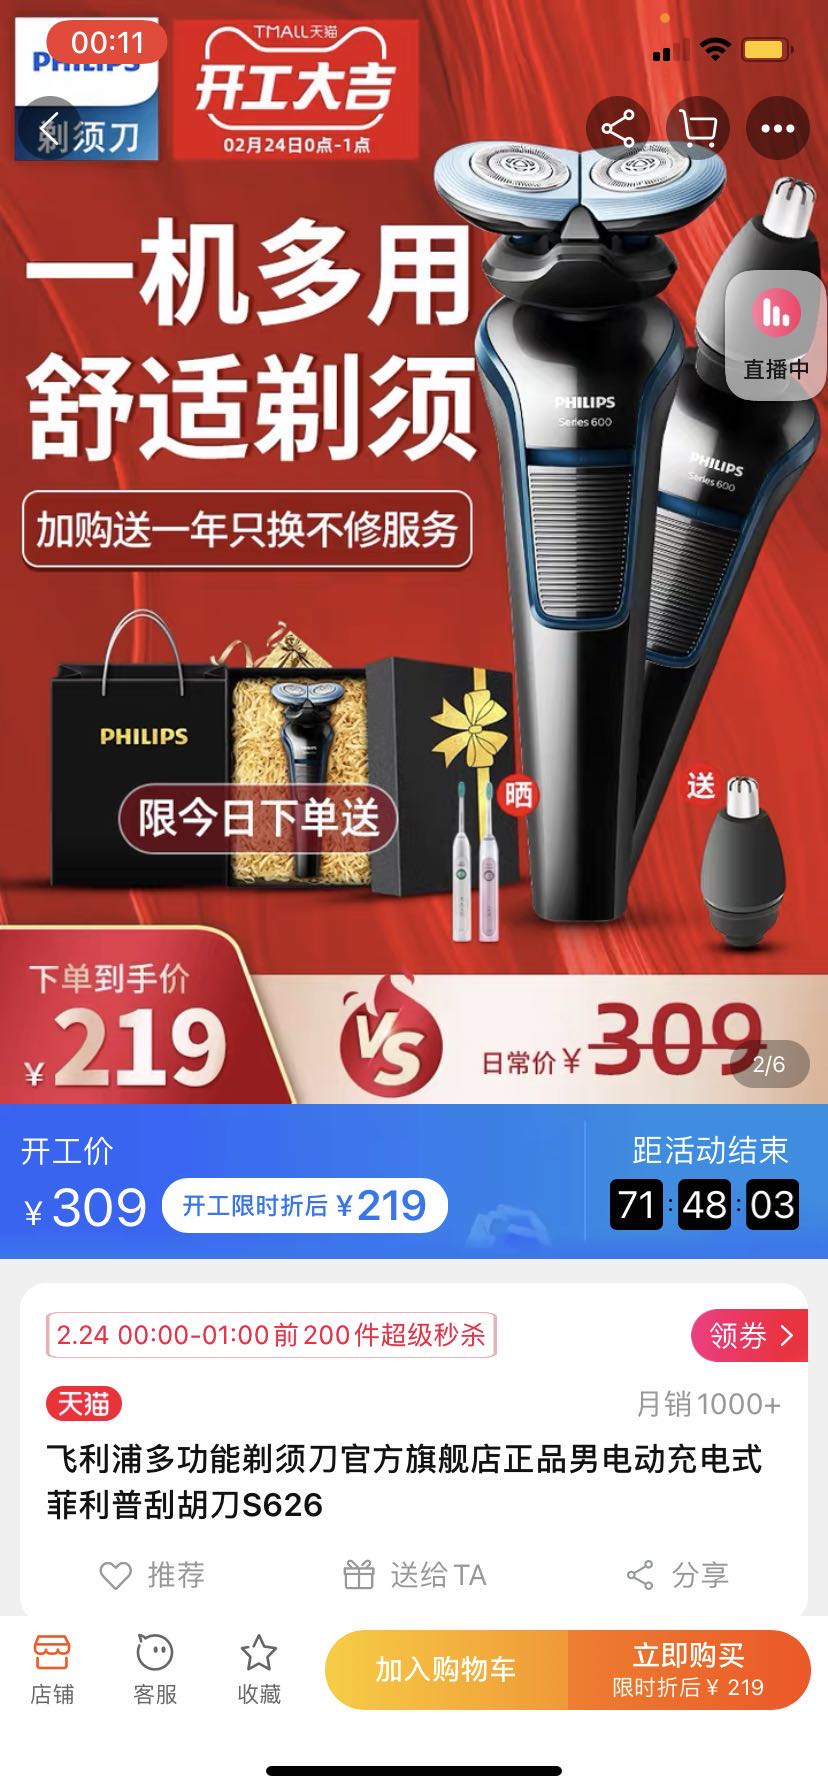 00:11
PHILIPS
剃须刀
TMALL天猫
开工大吉
02月24日0点-1点
一机多用
舒适剃须
加购送一年只换不修服务
直播中
PHILIPS
Series 600
PHILIPS
Series 600
PHILIPS
限今日下单送
晒
送
下单到手价
¥219
VS
日常价¥309
2/6
开工价
¥309
开工限时折后 ¥219
距活动结束
71:48:03
2.24 00:00-01:00前200件超级秒杀
领券 >
天猫
月销1000+
飞利浦多功能剃须刀官方旗舰店正品男电动充电式
菲利普刮胡刀S626
推荐
送给TA
分享
店铺
客服
收藏
加入购物车
立即购买
限时折后¥ 219